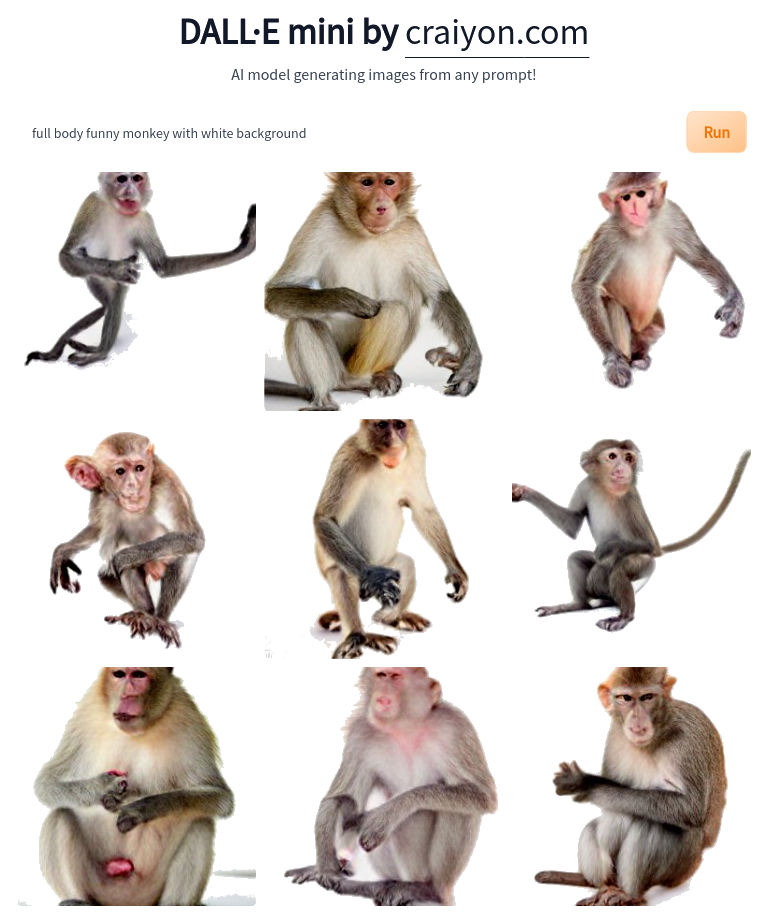 DALL·E mini by craiyon.com
AI model generating images from any prompt!
full body funny monkey with white background
Run